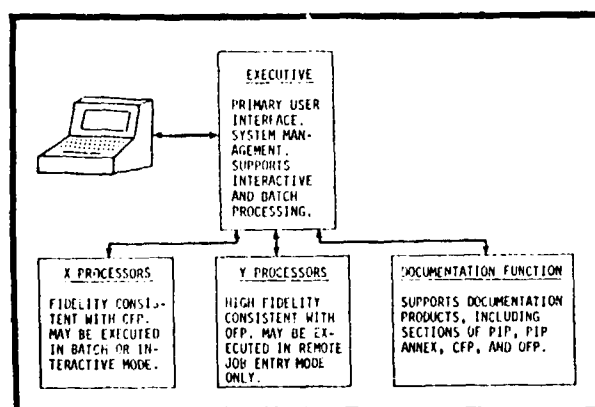 EXECUTIVE
PRIMARY USER
INTERFACE.
SYSTEM MAN-
AGEMENT.
SUPPORTS
INTERACTIVE
AND BATCH
PROCESSING.
X PROCESSORS
FIDELITY CONSIS-
TENT WITH CFP.
MAY BE EXECUTED
IN BATCH OR IN-
TERACTIVE MODE.
Y PROCESSORS
HIGH FIDELITY
CONSISTENT WITH
OFP. MAY BE EX-
ECUTED IN REMOTE
JOB ENTRY MODE
ONLY.
DOCUMENTATION FUNCTION
SUPPORTS DOCUMENTATION
PRODUCTS, INCLUDING
SECTIONS OF PIP, PIP
ANNEX, CFP, AND OFP.